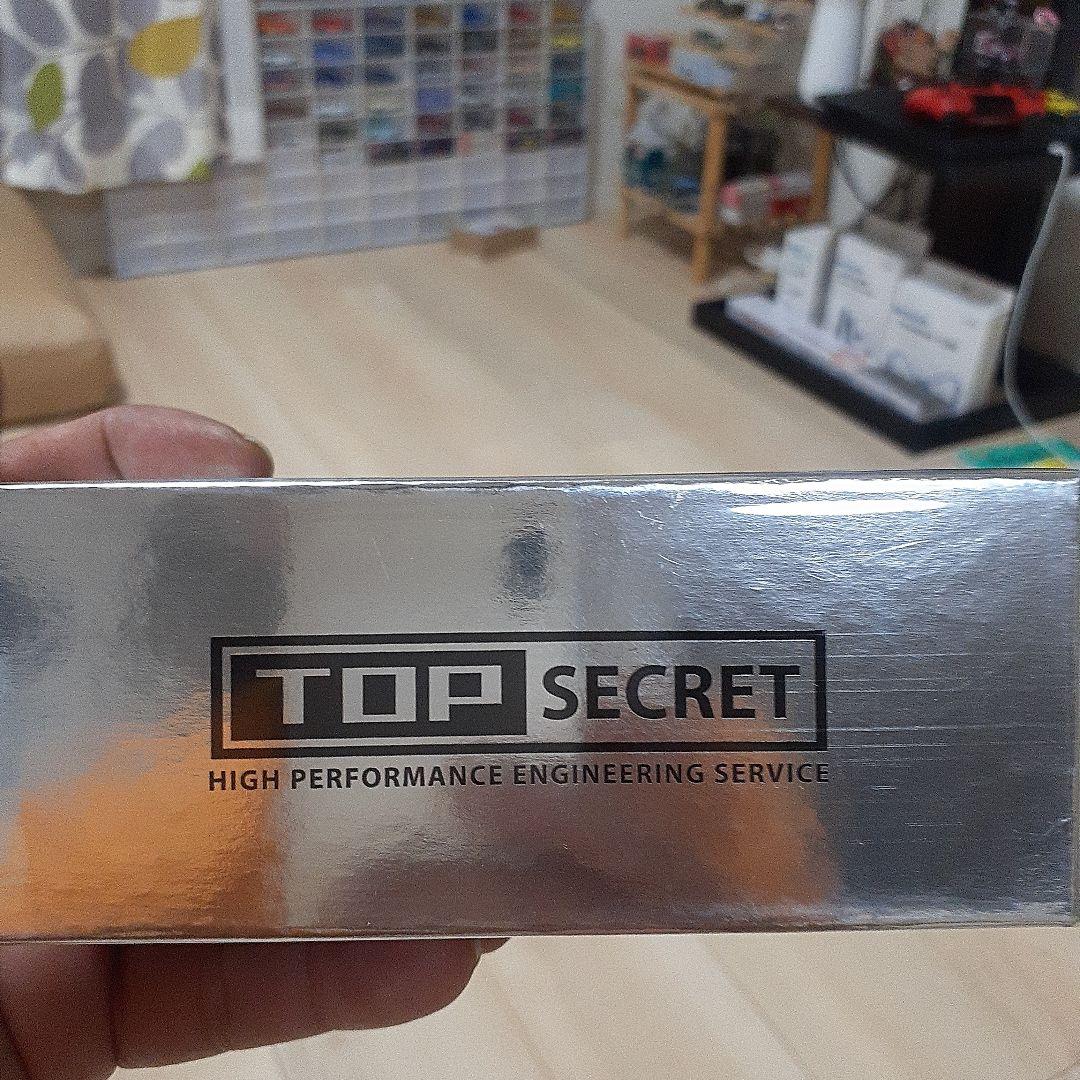 TOP SECRET
HIGH PERFORMANCE ENGINEERING SERVICE